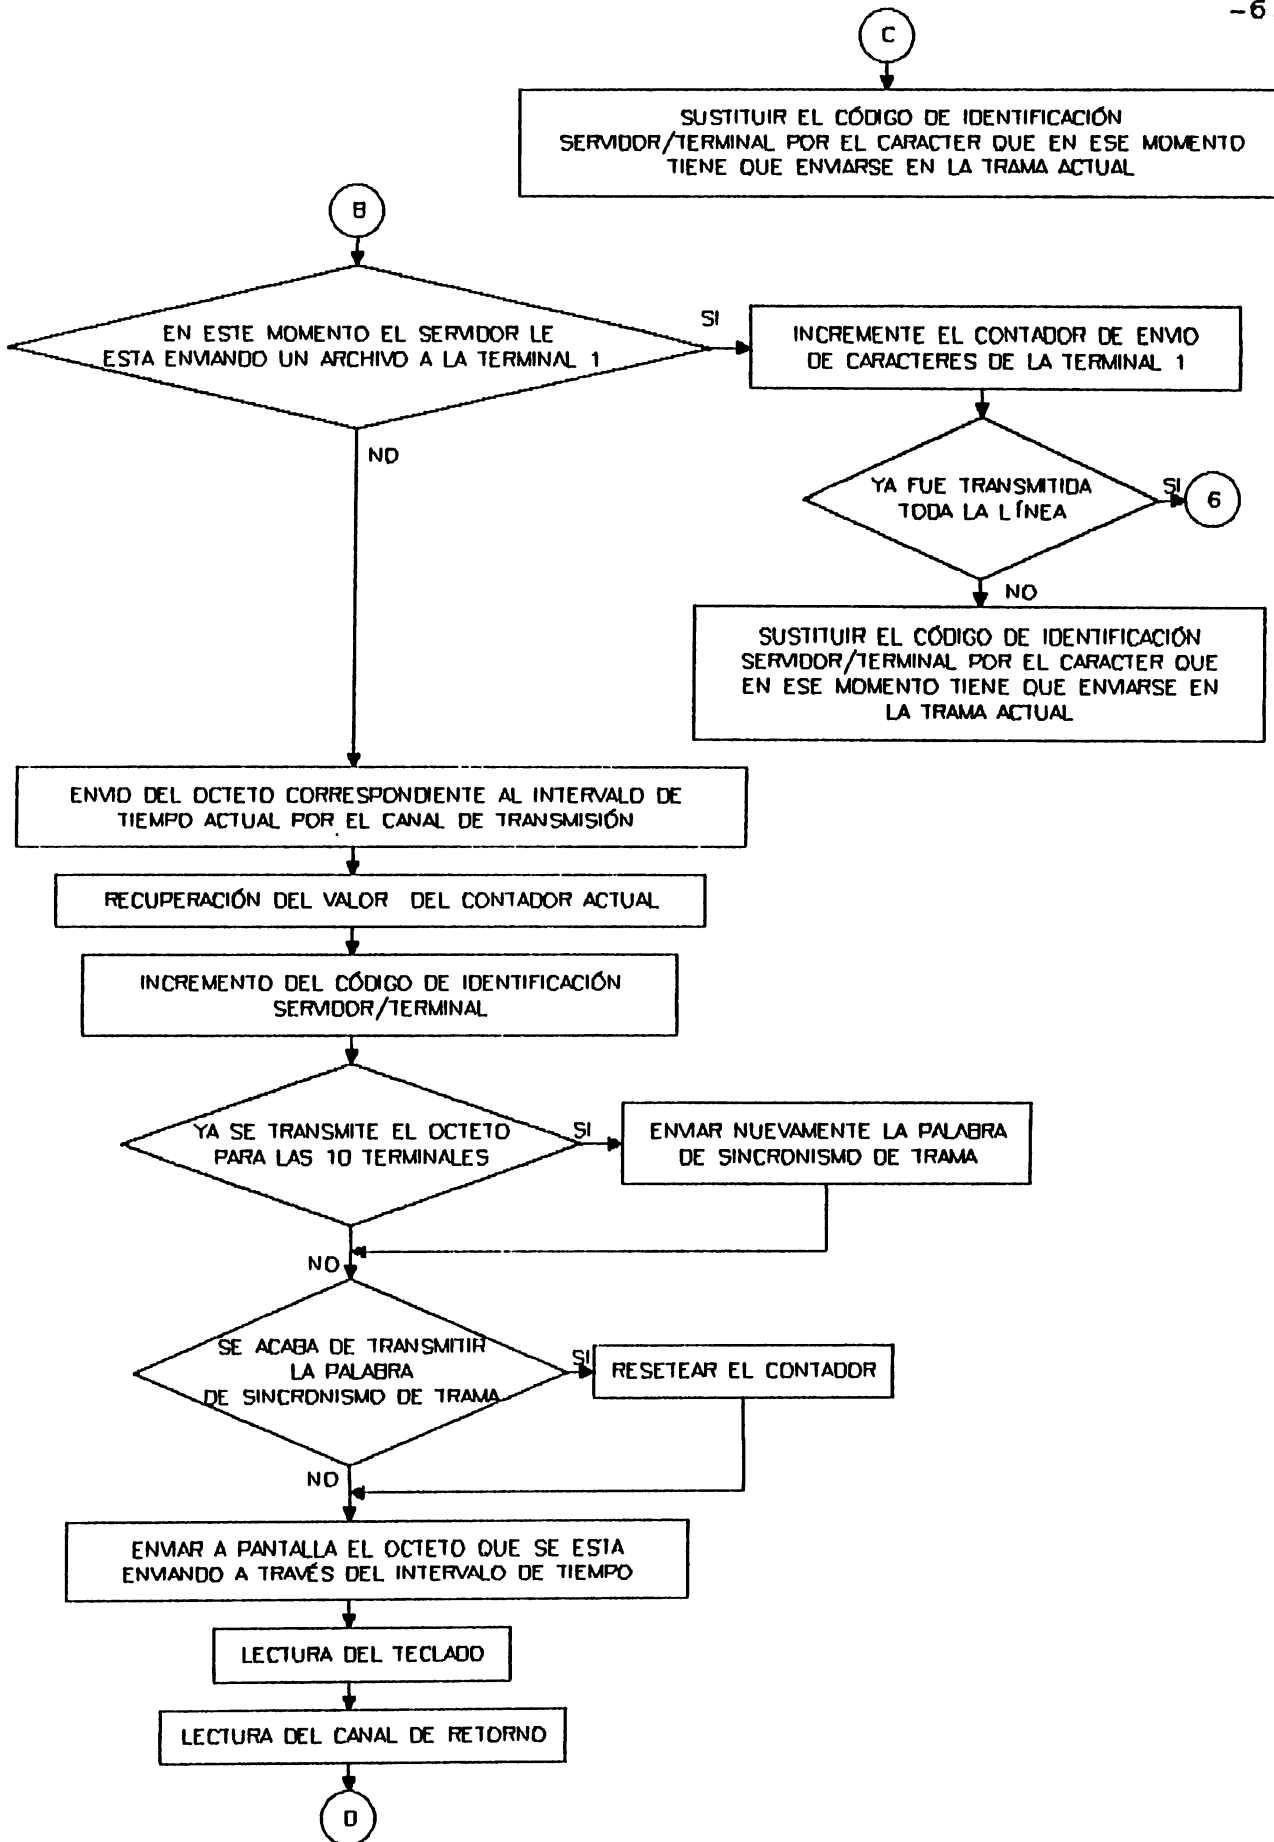 -6
C
SUSTITUIR EL CÓDIGO DE IDENTIFICACIÓN
SERVIDOR/TERMINAL POR EL CARACTER QUE EN ESE MOMENTO
TIENE QUE ENVIARSE EN LA TRAMA ACTUAL
B
EN ESTE MOMENTO EL SERVIDOR LE
ESTA ENVIANDO UN ARCHIVO A LA TERMINAL 1
SI
INCREMENTE EL CONTADOR DE ENVIO
DE CARACTERES DE LA TERMINAL 1
NO
YA FUE TRANSMITIDA
TODA LA LÍNEA
SI
6
NO
SUSTITUIR EL CÓDIGO DE IDENTIFICACIÓN
SERVIDOR/TERMINAL POR EL CARACTER QUE
EN ESE MOMENTO TIENE QUE ENVIARSE EN
LA TRAMA ACTUAL
ENVIO DEL OCTETO CORRESPONDIENTE AL INTERVALO DE
TIEMPO ACTUAL POR EL CANAL DE TRANSMISIÓN
RECUPERACIÓN DEL VALOR DEL CONTADOR ACTUAL
INCREMENTO DEL CÓDIGO DE IDENTIFICACIÓN
SERVIDOR/TERMINAL
YA SE TRANSMITE EL OCTETO
PARA LAS 10 TERMINALES
SI
ENVIAR NUEVAMENTE LA PALABRA
DE SINCRONISMO DE TRAMA
NO
SE ACABA DE TRANSMITIR
LA PALABRA
DE SINCRONISMO DE TRAMA
SI
RESETEAR EL CONTADOR
NO
ENVIAR A PANTALLA EL OCTETO QUE SE ESTA
ENVIANDO A TRAVÉS DEL INTERVALO DE TIEMPO
LECTURA DEL TECLADO
LECTURA DEL CANAL DE RETORNO
D